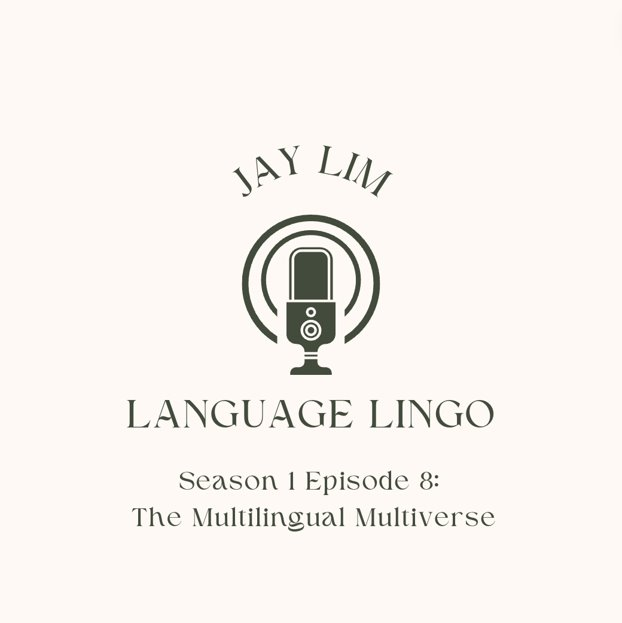 JAY LIM
LANGUAGE LINGO
Season 1 Episode 8:
The Multilingual Multiverse